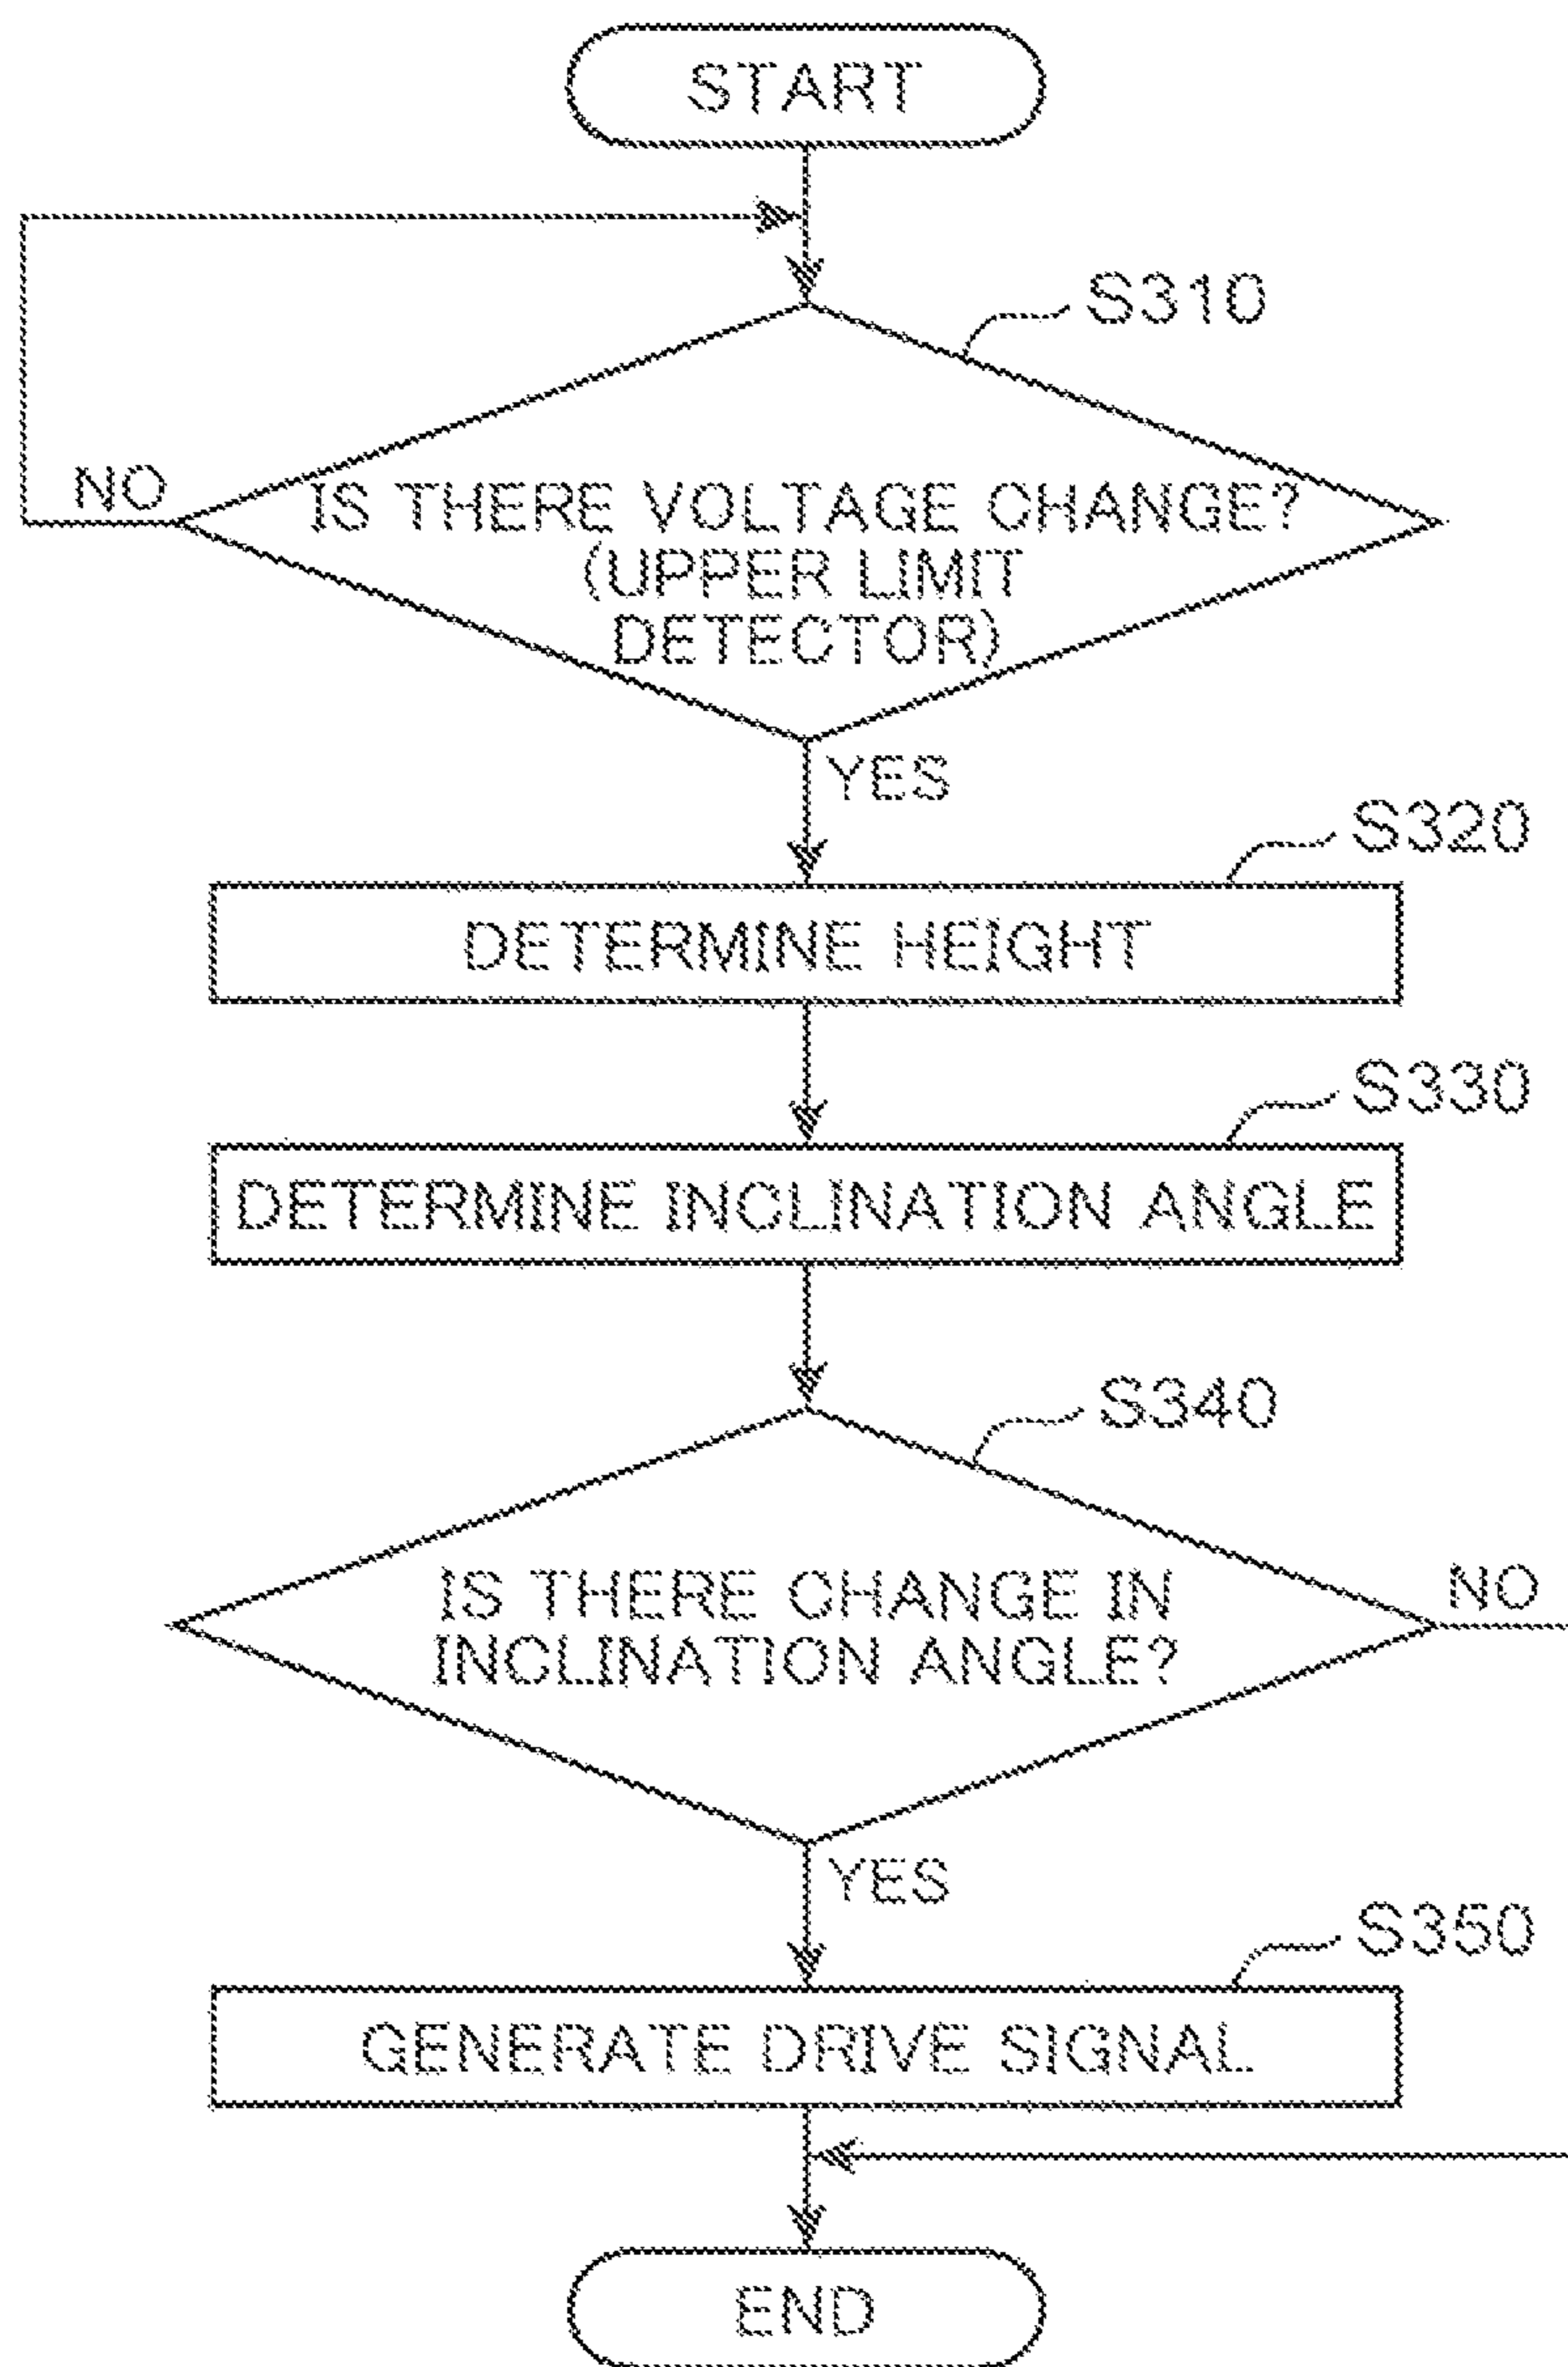 START
S310
NO
IS THERE VOLTAGE CHANGE?
(UPPER LIMIT
DETECTOR)
YES
S320
DETERMINE HEIGHT
S330
DETERMINE INCLINATION ANGLE
S340
IS THERE CHANGE IN
INCLINATION ANGLE?
NO
YES
S350
GENERATE DRIVE SIGNAL
END